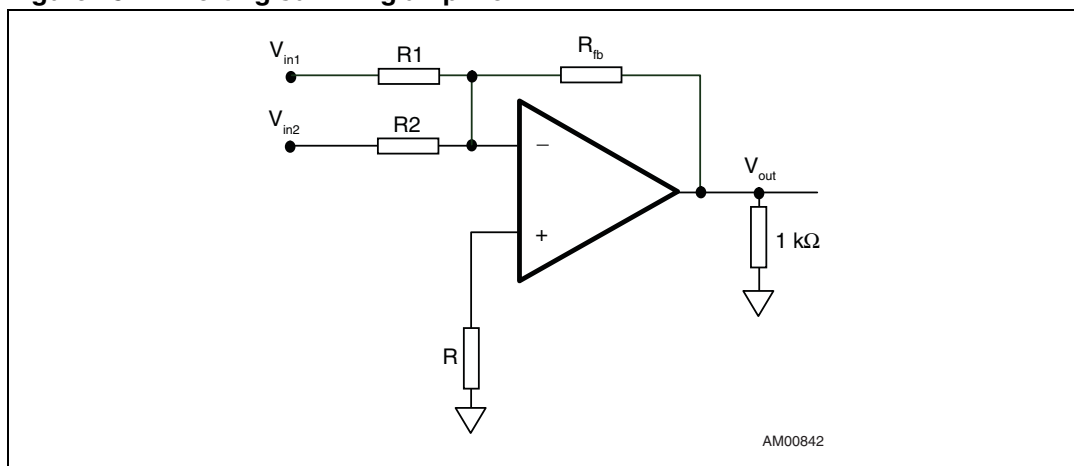 V_in1
R1
R_fb
V_in2
R2
−
V_out
+
1 kΩ
R
AM00842